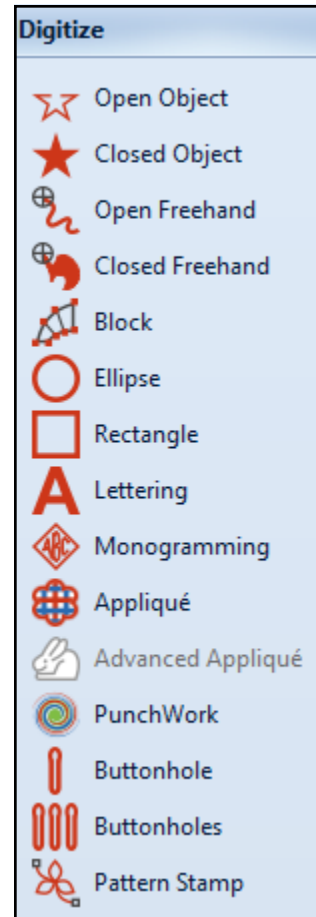 Digitize
Open Object
Closed Object
Open Freehand
Closed Freehand
Block
Ellipse
Rectangle
A Lettering
ABC Monogramming
Appliqué
Advanced Appliqué
PunchWork
Buttonhole
Buttonholes
Pattern Stamp